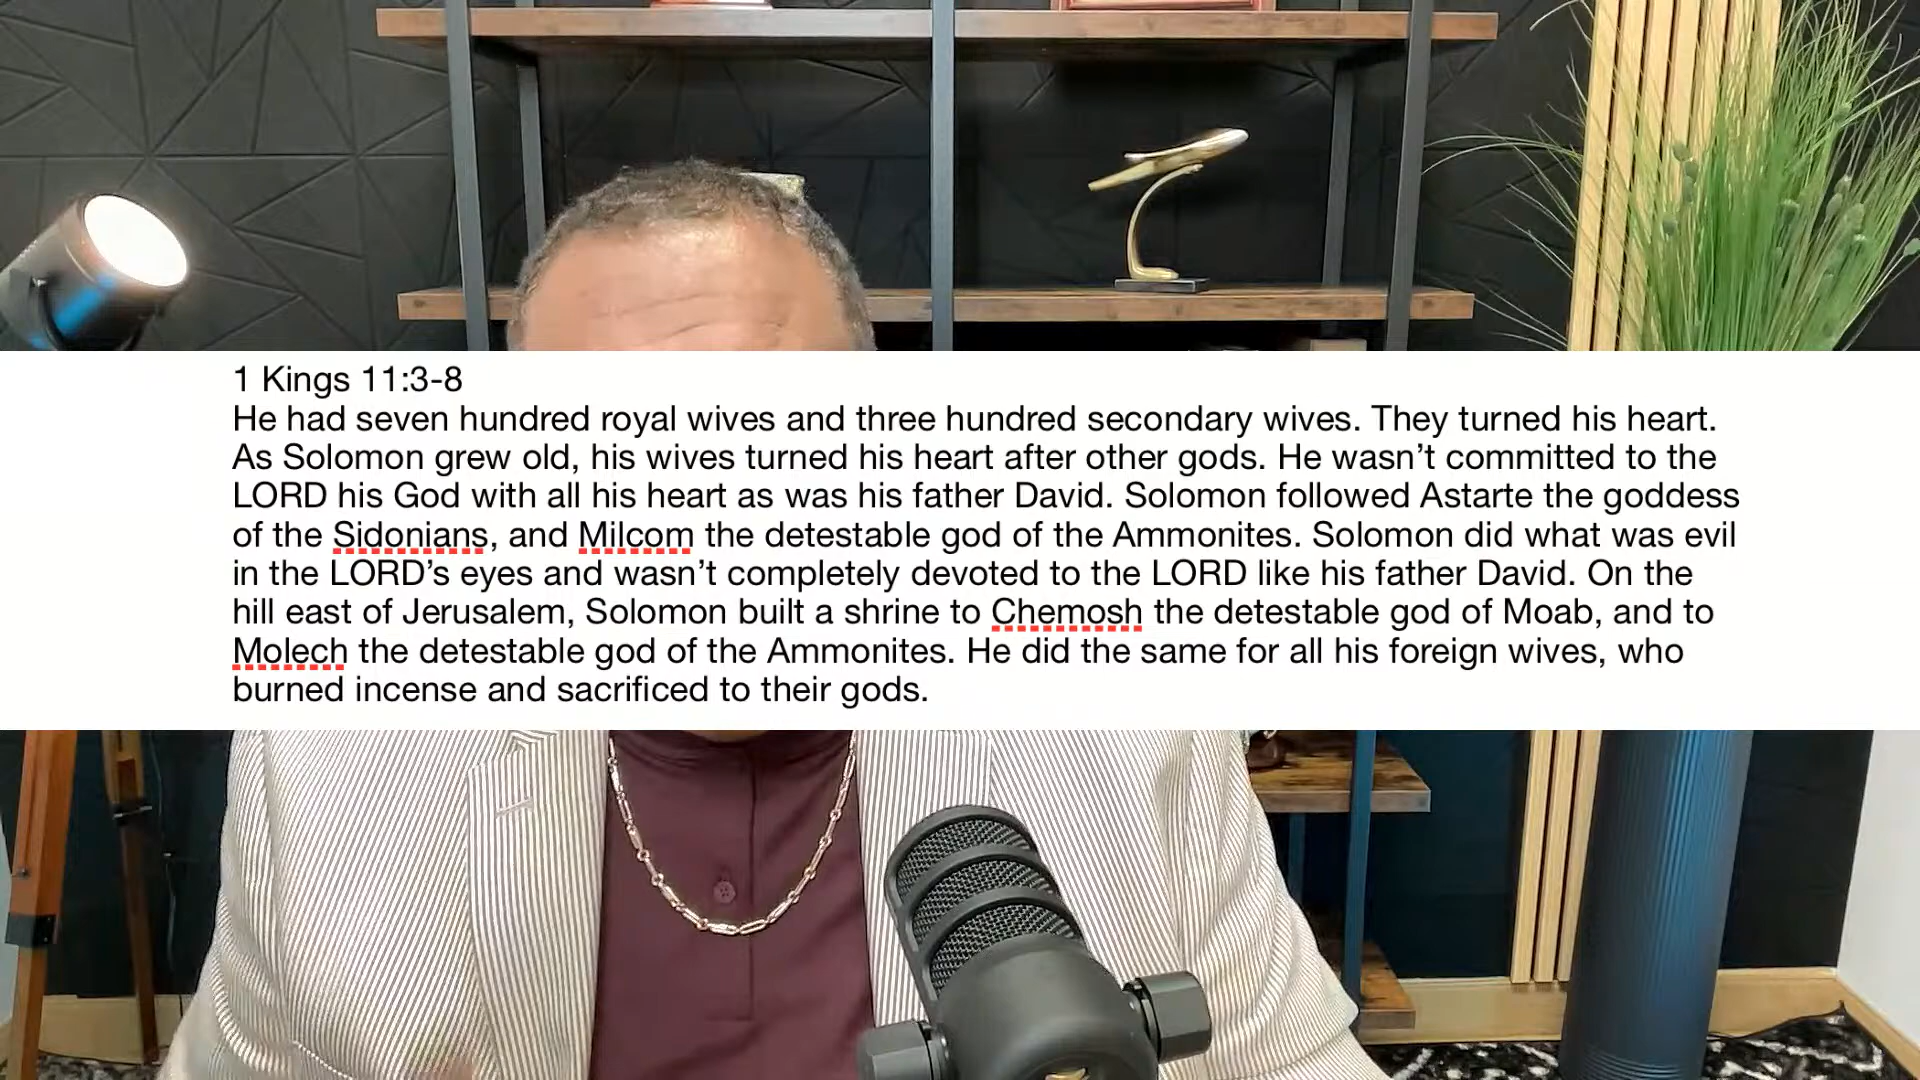 1 Kings 11:3-8
He had seven hundred royal wives and three hundred secondary wives. They turned his heart.
As Solomon grew old, his wives turned his heart after other gods. He wasn’t committed to the
LORD his God with all his heart as was his father David. Solomon followed Astarte the goddess
of the Sidonians, and Milcom the detestable god of the Ammonites. Solomon did what was evil
in the LORD’s eyes and wasn’t completely devoted to the LORD like his father David. On the
hill east of Jerusalem, Solomon built a shrine to Chemosh the detestable god of Moab, and to
Molech the detestable god of the Ammonites. He did the same for all his foreign wives, who
burned incense and sacrificed to their gods.